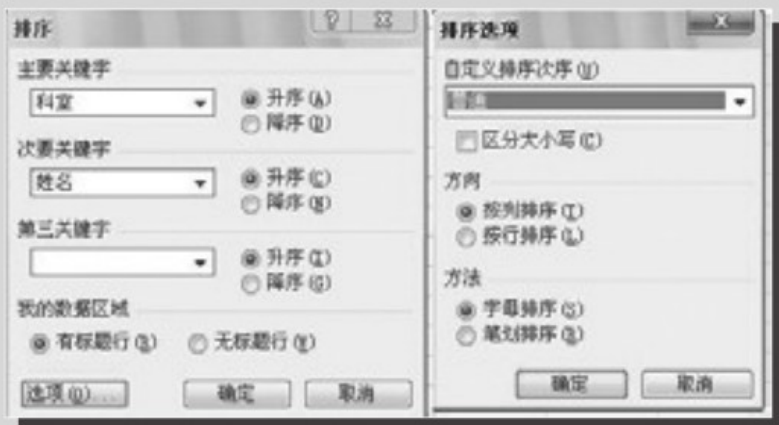 排序
主要关键字
科室
升序(A)
降序(D)
次要关键字
姓名
升序(C)
降序(N)
第三关键字
升序(I)
降序(G)
我的数据区域
有标题行(R) 无标题行(W)
选项(O)... 确定 取消
排序选项
自定义排序次序(U)
区分大小写(C)
方向
按列排序(T)
按行排序(L)
方法
字母排序(S)
笔划排序(R)
确定 取消